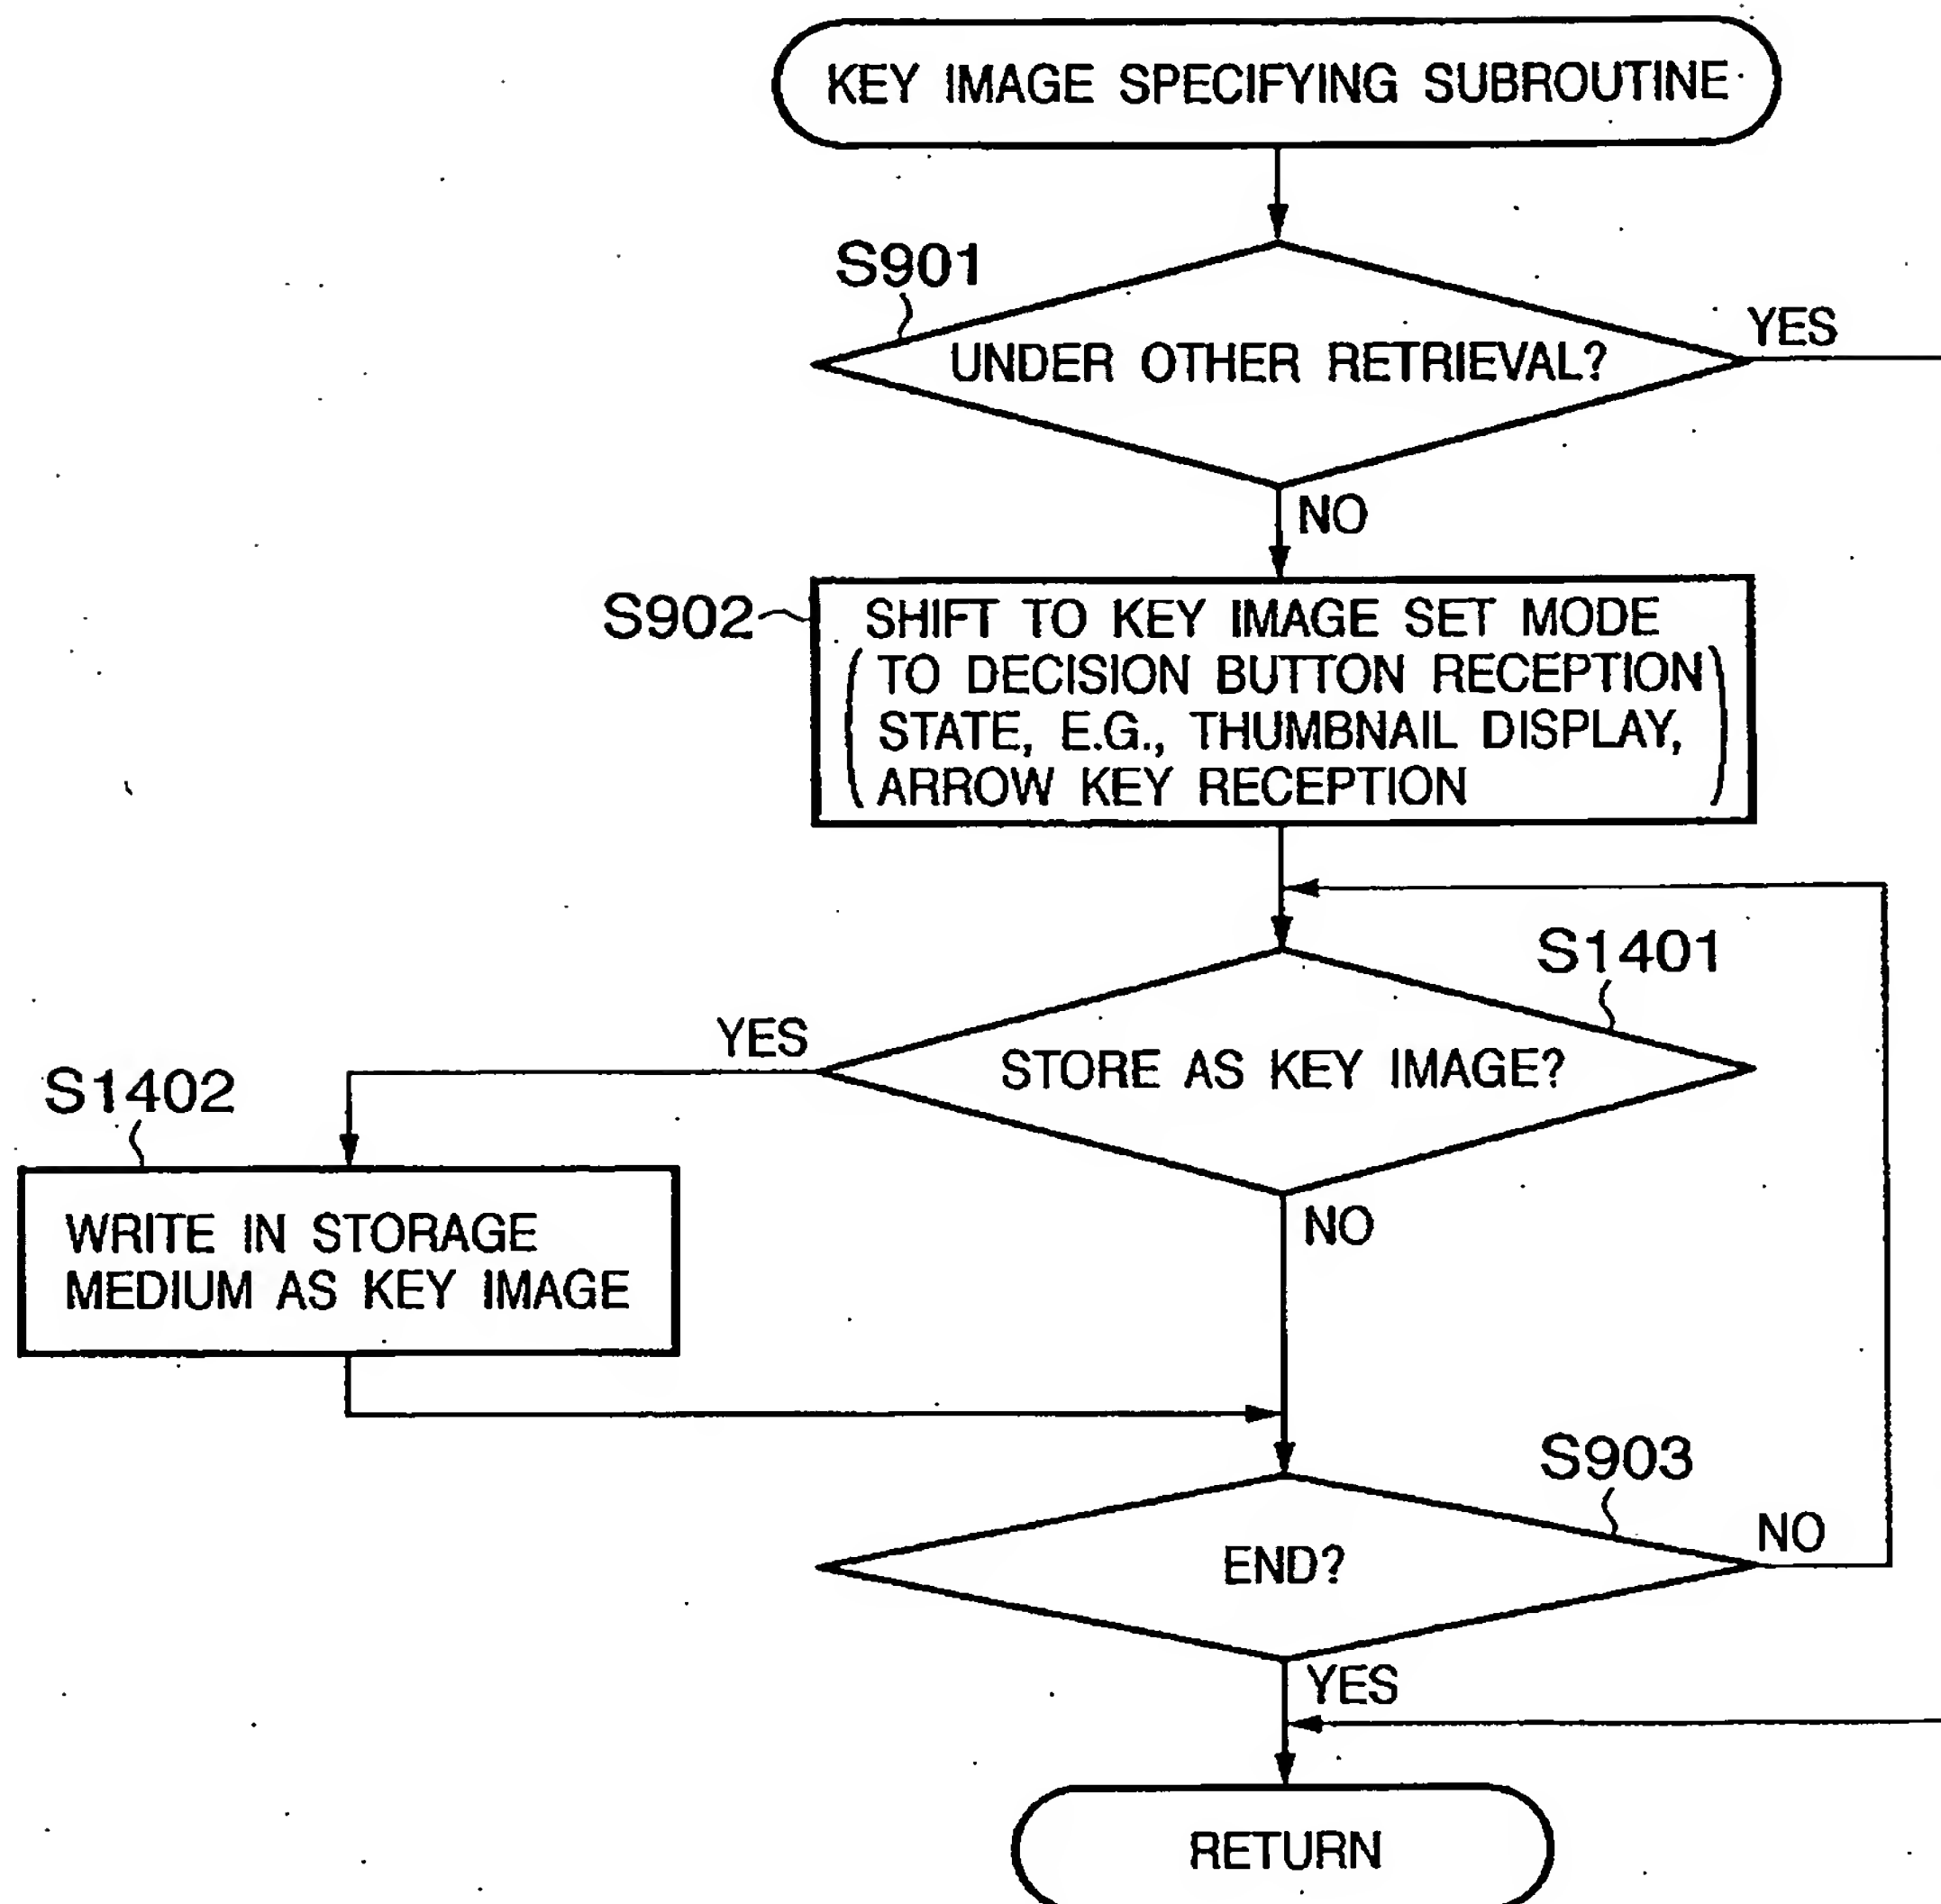 KEY IMAGE SPECIFYING SUBROUTINE
S901
UNDER OTHER RETRIEVAL?
YES
NO
S902
SHIFT TO KEY IMAGE SET MODE
(TO DECISION BUTTON RECEPTION
STATE, E.G., THUMBNAIL DISPLAY,
ARROW KEY RECEPTION)
S1401
STORE AS KEY IMAGE?
YES
NO
S1402
WRITE IN STORAGE
MEDIUM AS KEY IMAGE
S903
END?
NO
YES
RETURN